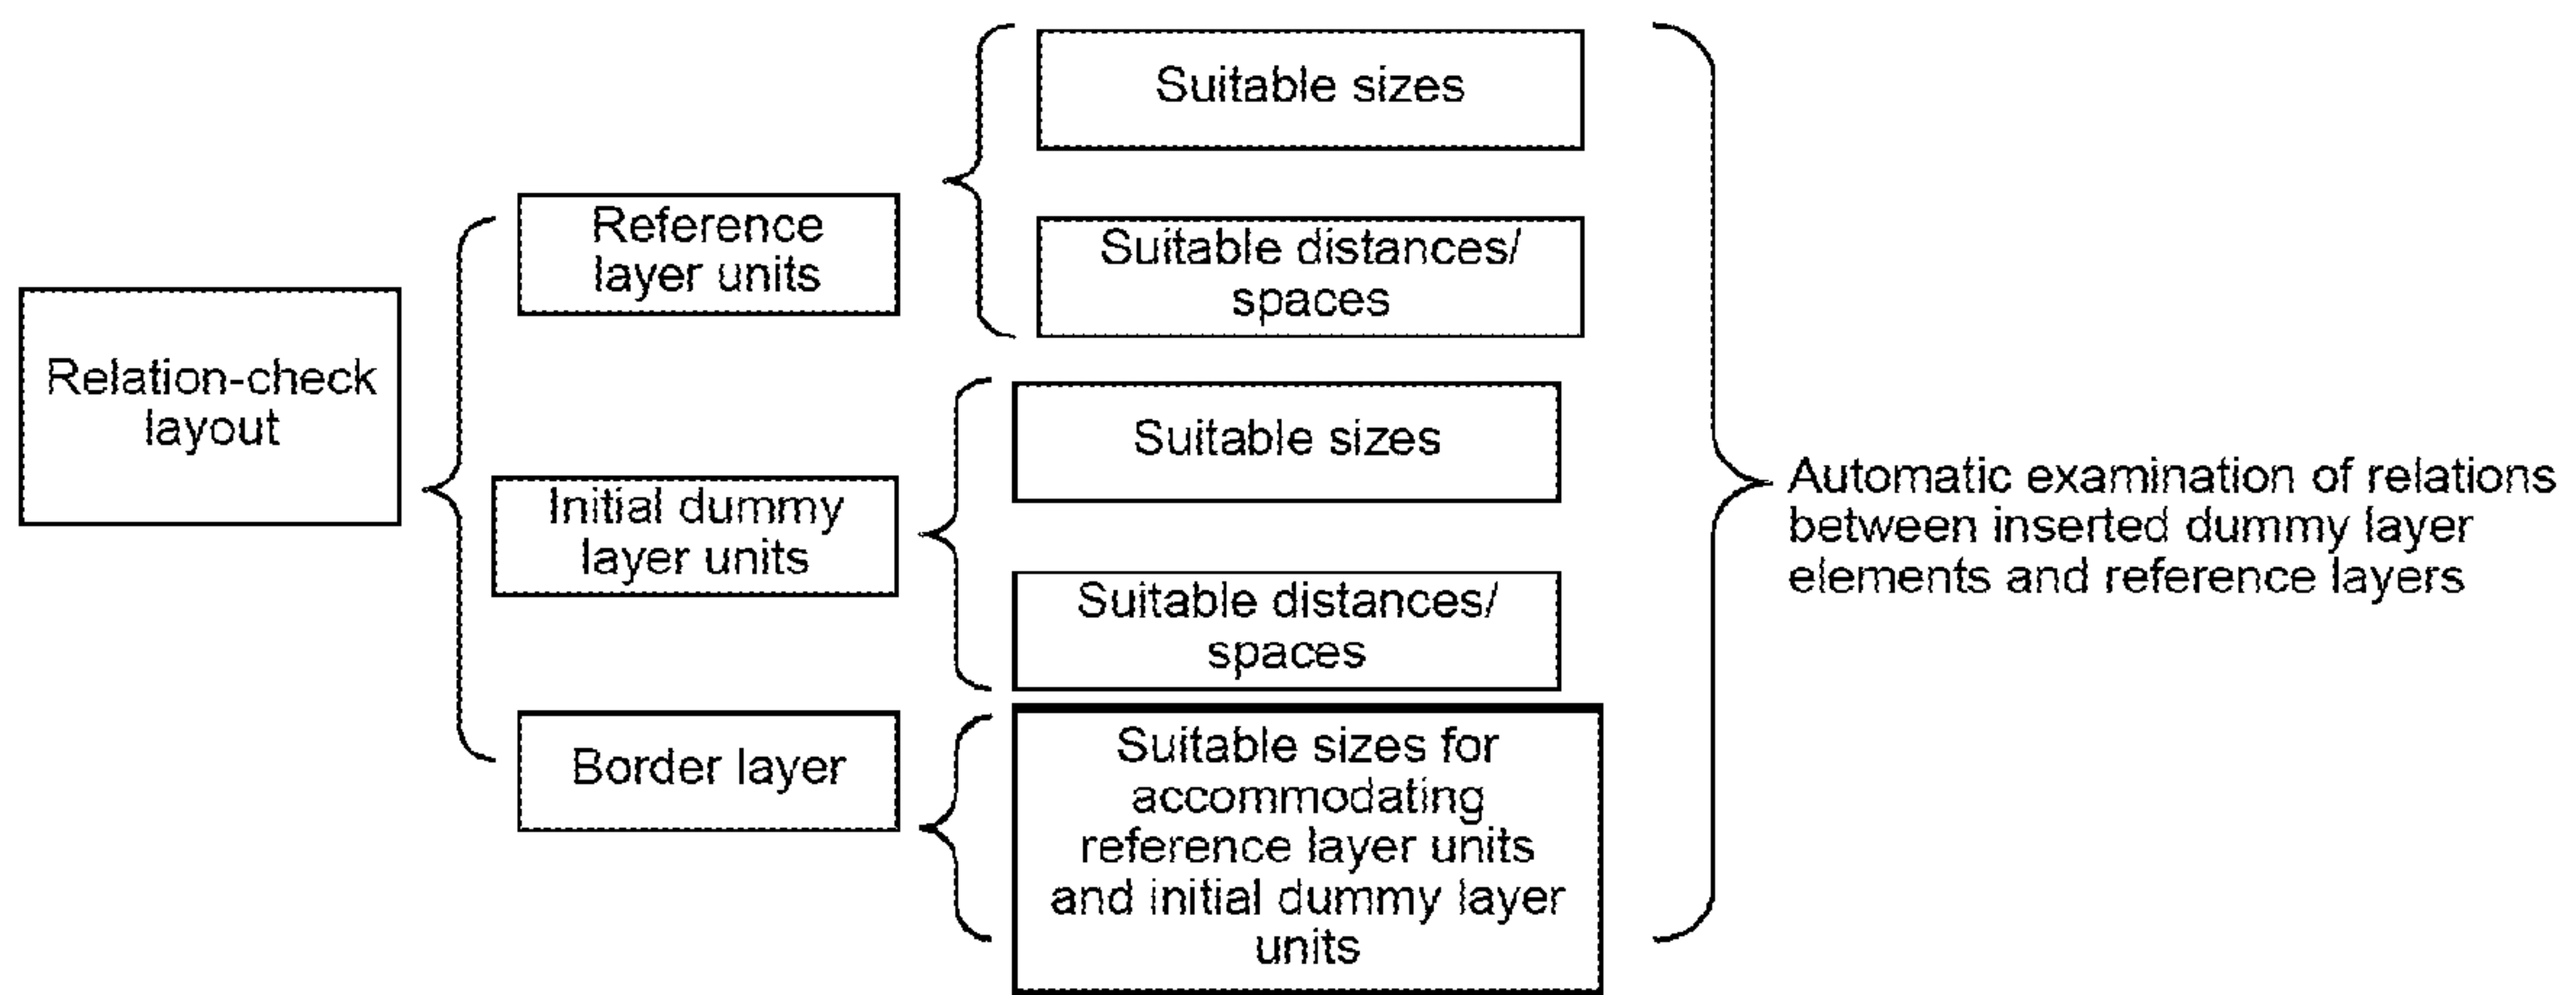 Relation-check
layout
Reference
layer units
Suitable sizes
Suitable distances/
spaces
Initial dummy
layer units
Suitable sizes
Suitable distances/
spaces
Border layer
Suitable sizes for
accommodating
reference layer units
and initial dummy layer
units
Automatic examination of relations
between inserted dummy layer
elements and reference layers